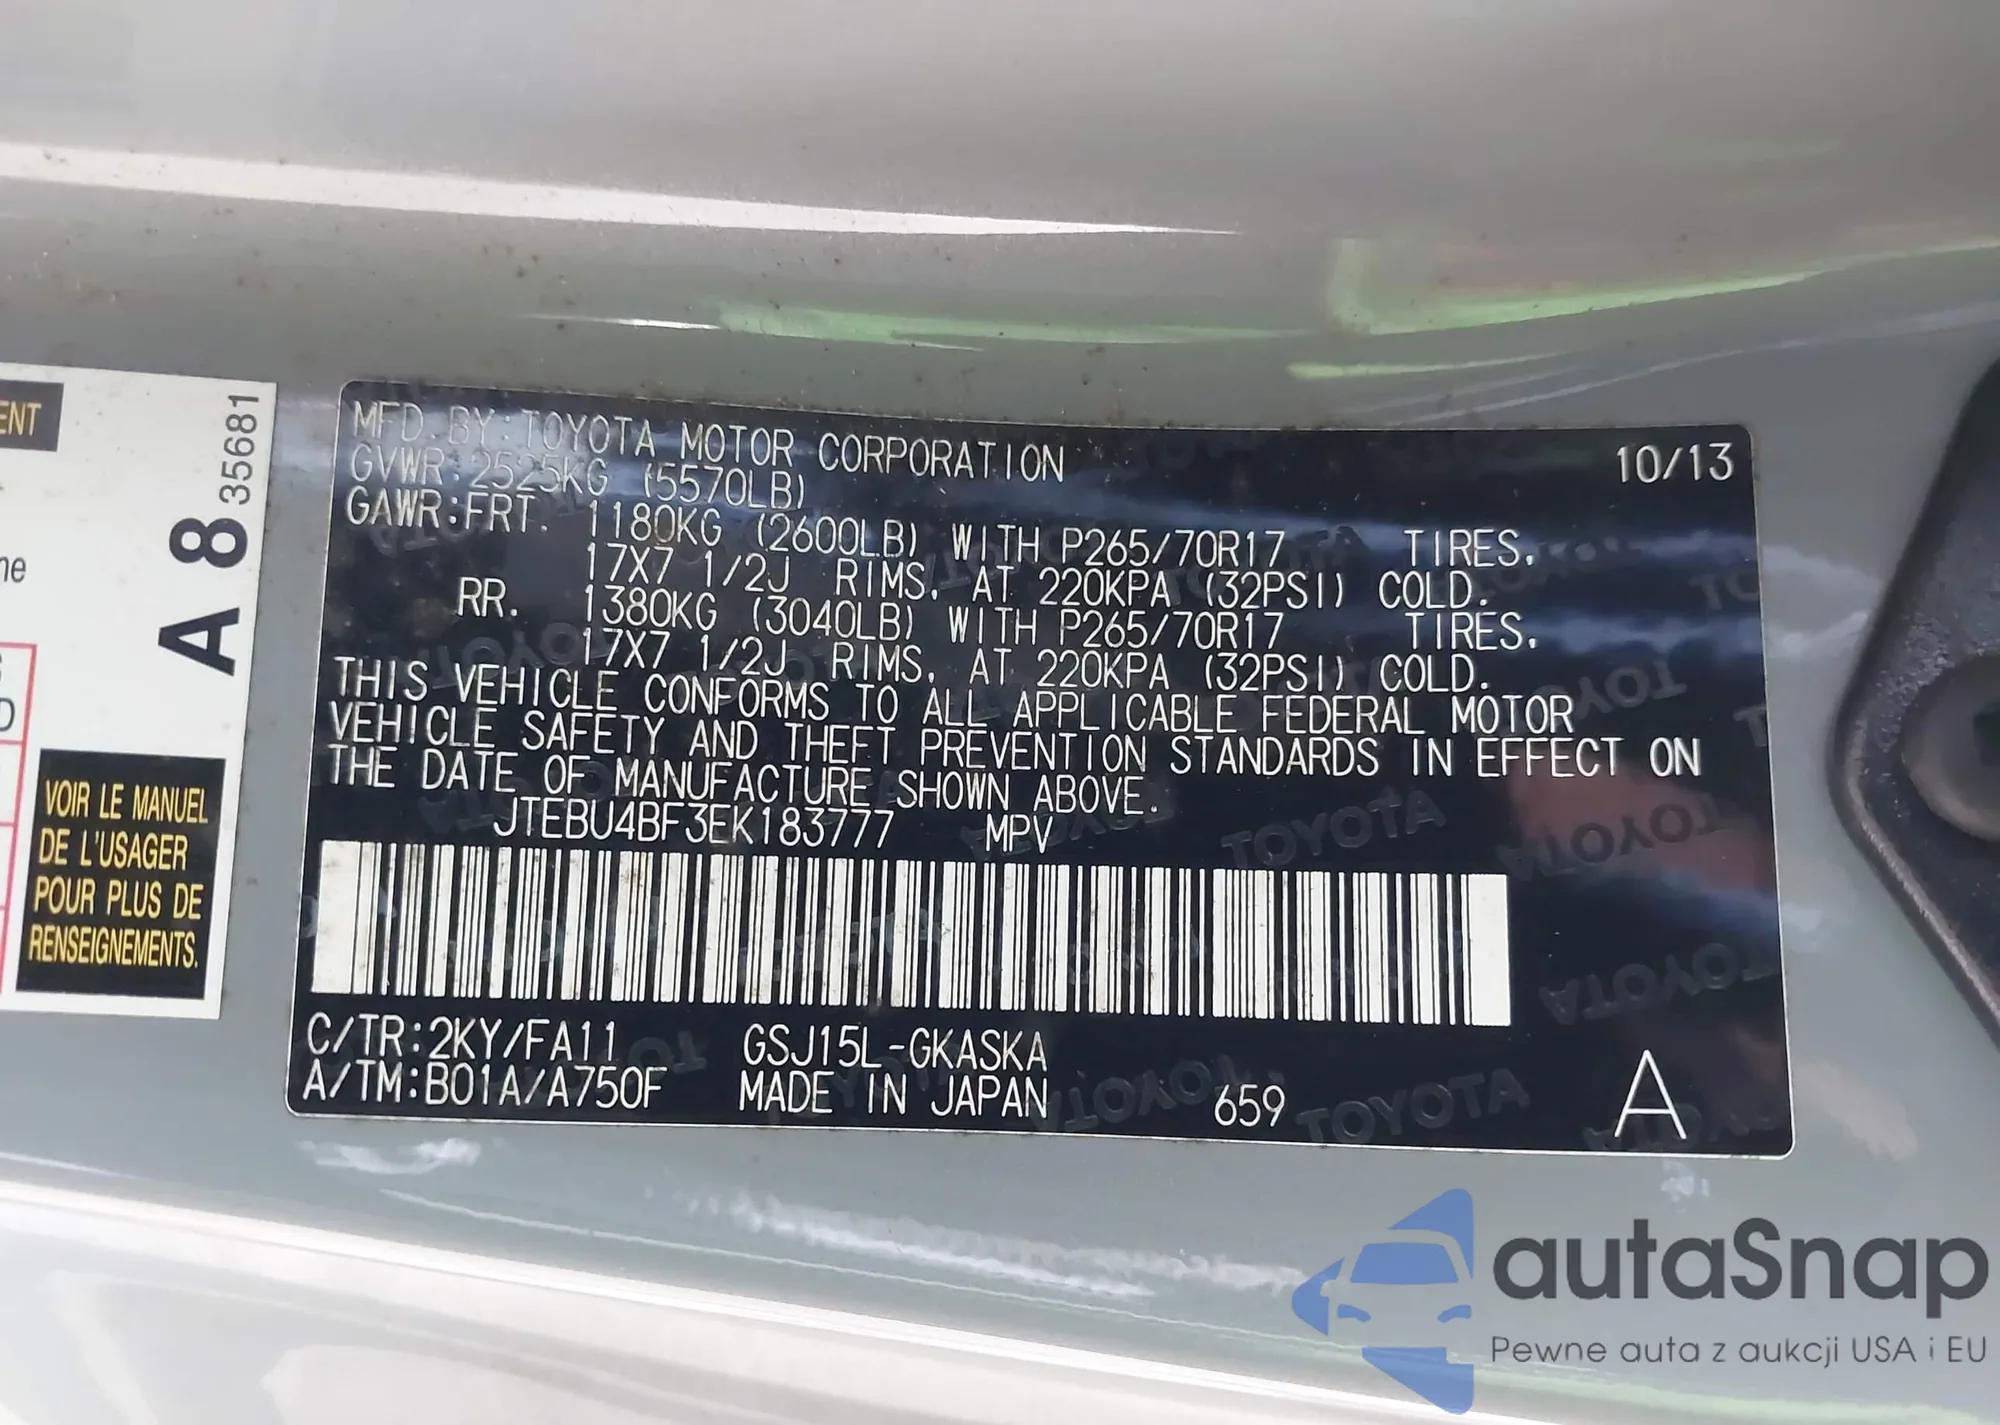 ENT
35681
A 8
ne
D
VOIR LE MANUEL
DE L'USAGER
POUR PLUS DE
RENSEIGNEMENTS.
MFD. BY: TOYOTA MOTOR CORPORATION 10/13
GVWR: 2525KG (5570LB)
GAWR: FRT. 1180KG (2600LB) WITH P265/70R17 TIRES.
17X7 1/2J RIMS, AT 220KPA (32PSI) COLD.
RR. 1380KG (3040LB) WITH P265/70R17 TIRES.
17X7 1/2J RIMS, AT 220KPA (32PSI) COLD.
THIS VEHICLE CONFORMS TO ALL APPLICABLE FEDERAL MOTOR
VEHICLE SAFETY AND THEFT PREVENTION STANDARDS IN EFFECT ON
THE DATE OF MANUFACTURE SHOWN ABOVE.
JTEBU4BF3EK183777 MPV
C/TR: 2KY/FA11 GSJ15L-GKASKA
A/TM: B01A/A750F MADE IN JAPAN 659 A
autaSnap
Pewne auta z aukcji USA i EU